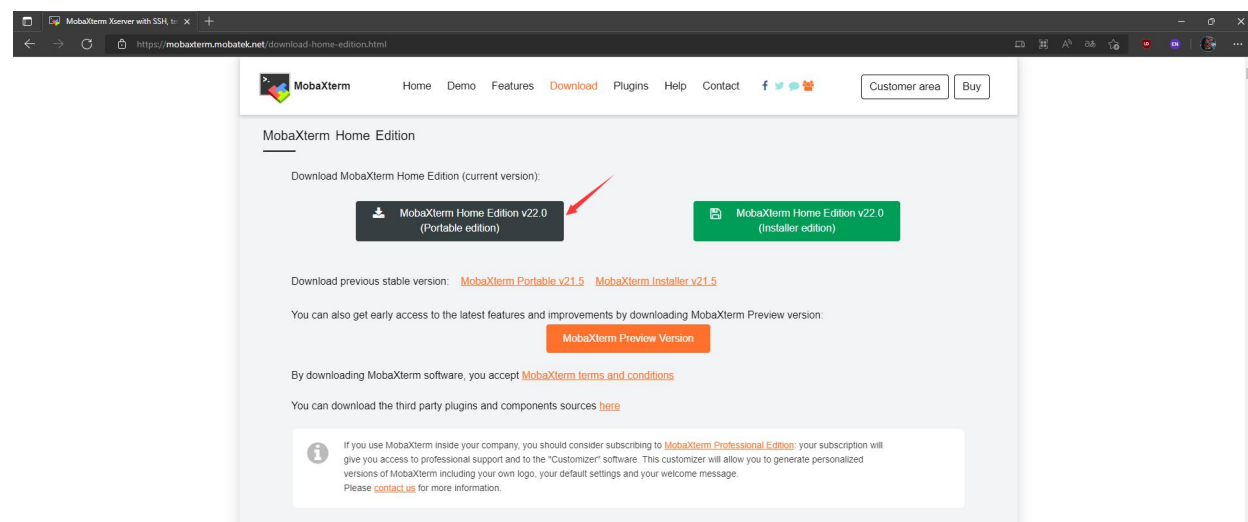 MobaXterm Xserver with SSH, te
https://mobaxterm.mobatek.net/download-home-edition.html
MobaXterm Home Demo Features Download Plugins Help Contact Customer area Buy
MobaXterm Home Edition
Download MobaXterm Home Edition (current version):
MobaXterm Home Edition v22.0
(Portable edition)
MobaXterm Home Edition v22.0
(Installer edition)
Download previous stable version: MobaXterm Portable v21.5 MobaXterm Installer v21.5
You can also get early access to the latest features and improvements by downloading MobaXterm Preview version:
MobaXterm Preview Version
By downloading MobaXterm software, you accept MobaXterm terms and conditions
You can download the third party plugins and components sources here
If you use MobaXterm inside your company, you should consider subscribing to MobaXterm Professional Edition: your subscription will
give you access to professional support and to the "Customizer" software. This customizer will allow you to generate personalized
versions of MobaXterm including your own logo, your default settings and your welcome message.
Please contact us for more information.